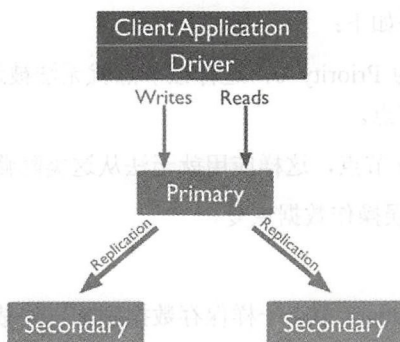 Client Application
Driver
Writes Reads
Primary
Replication Replication
Secondary Secondary